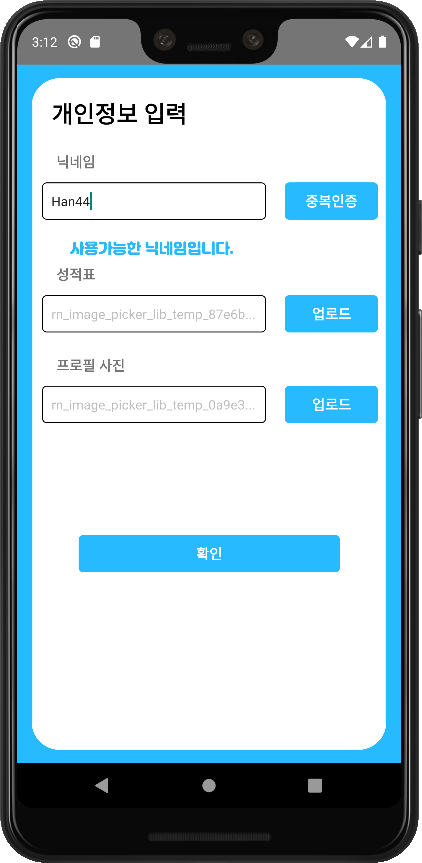 3:12
개인정보 입력
닉네임
Han44
중복인증
사용가능한 닉네임입니다.
성적표
rn_image_picker_lib_temp_87e6b...
업로드
프로필 사진
rn_image_picker_lib_temp_0a9e3...
업로드
확인